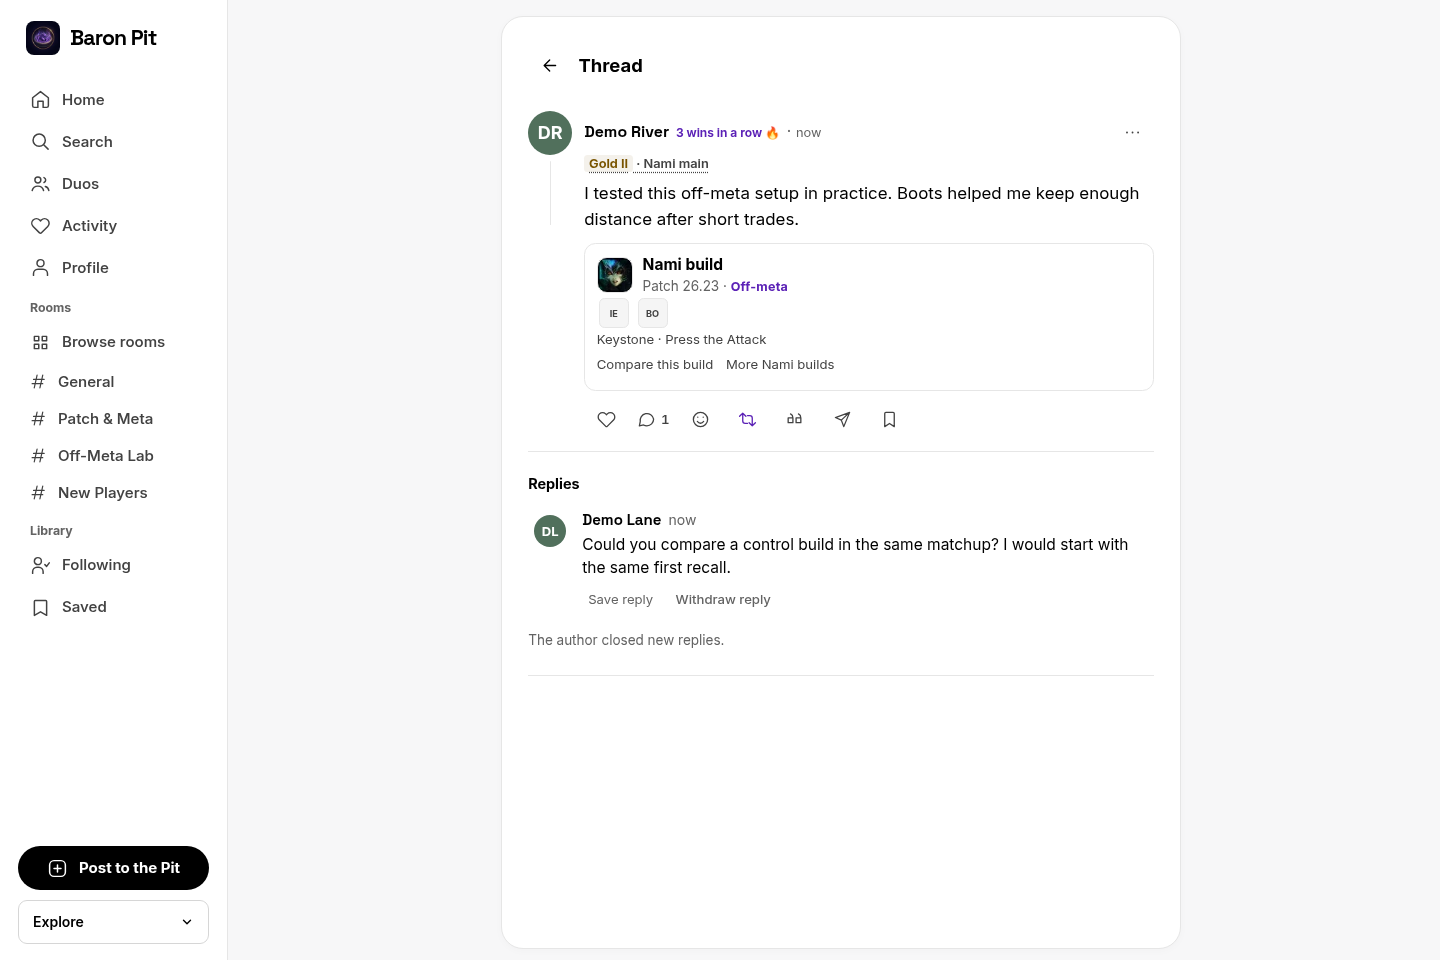 Baron Pit
Home
Search
Duos
Activity
Profile
Rooms
Browse rooms
# General
# Patch & Meta
# Off-Meta Lab
# New Players
Library
Following
Saved
Post to the Pit
Explore
Thread
DR
Demo River 3 wins in a row 🔥 · now
Gold II · Nami main
I tested this off-meta setup in practice. Boots helped me keep enough
distance after short trades.
Nami build
Patch 26.23 · Off-meta
IE BO
Keystone · Press the Attack
Compare this build More Nami builds
1
Replies
DL
Demo Lane now
Could you compare a control build in the same matchup? I would start with
the same first recall.
Save reply Withdraw reply
The author closed new replies.